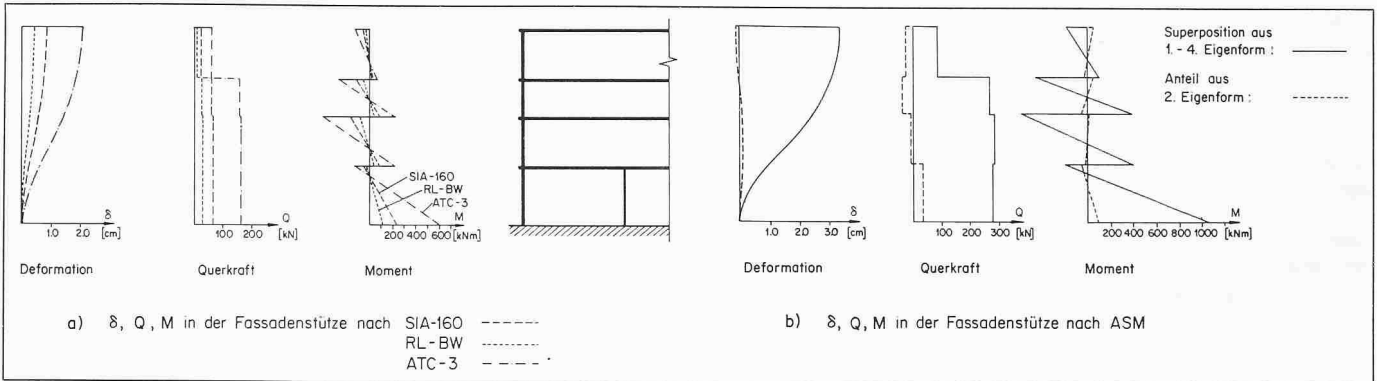 δ
1.0 2.0 [cm]
Deformation
Q
100 200 [kN]
Querkraft
SIA-160
RL-BW
ATC-3
M
200 400 600 [kNm]
Moment
a) δ, Q, M in der Fassadenstütze nach SIA-160
RL-BW
ATC-3
δ
1.0 2.0 3.0 [cm]
Deformation
Q
100 200 300 [kN]
Querkraft
M
200 400 600 800 1000 [kNm]
Moment
Superposition aus
1. - 4. Eigenform :
Anteil aus
2. Eigenform :
b) δ, Q, M in der Fassadenstütze nach ASM